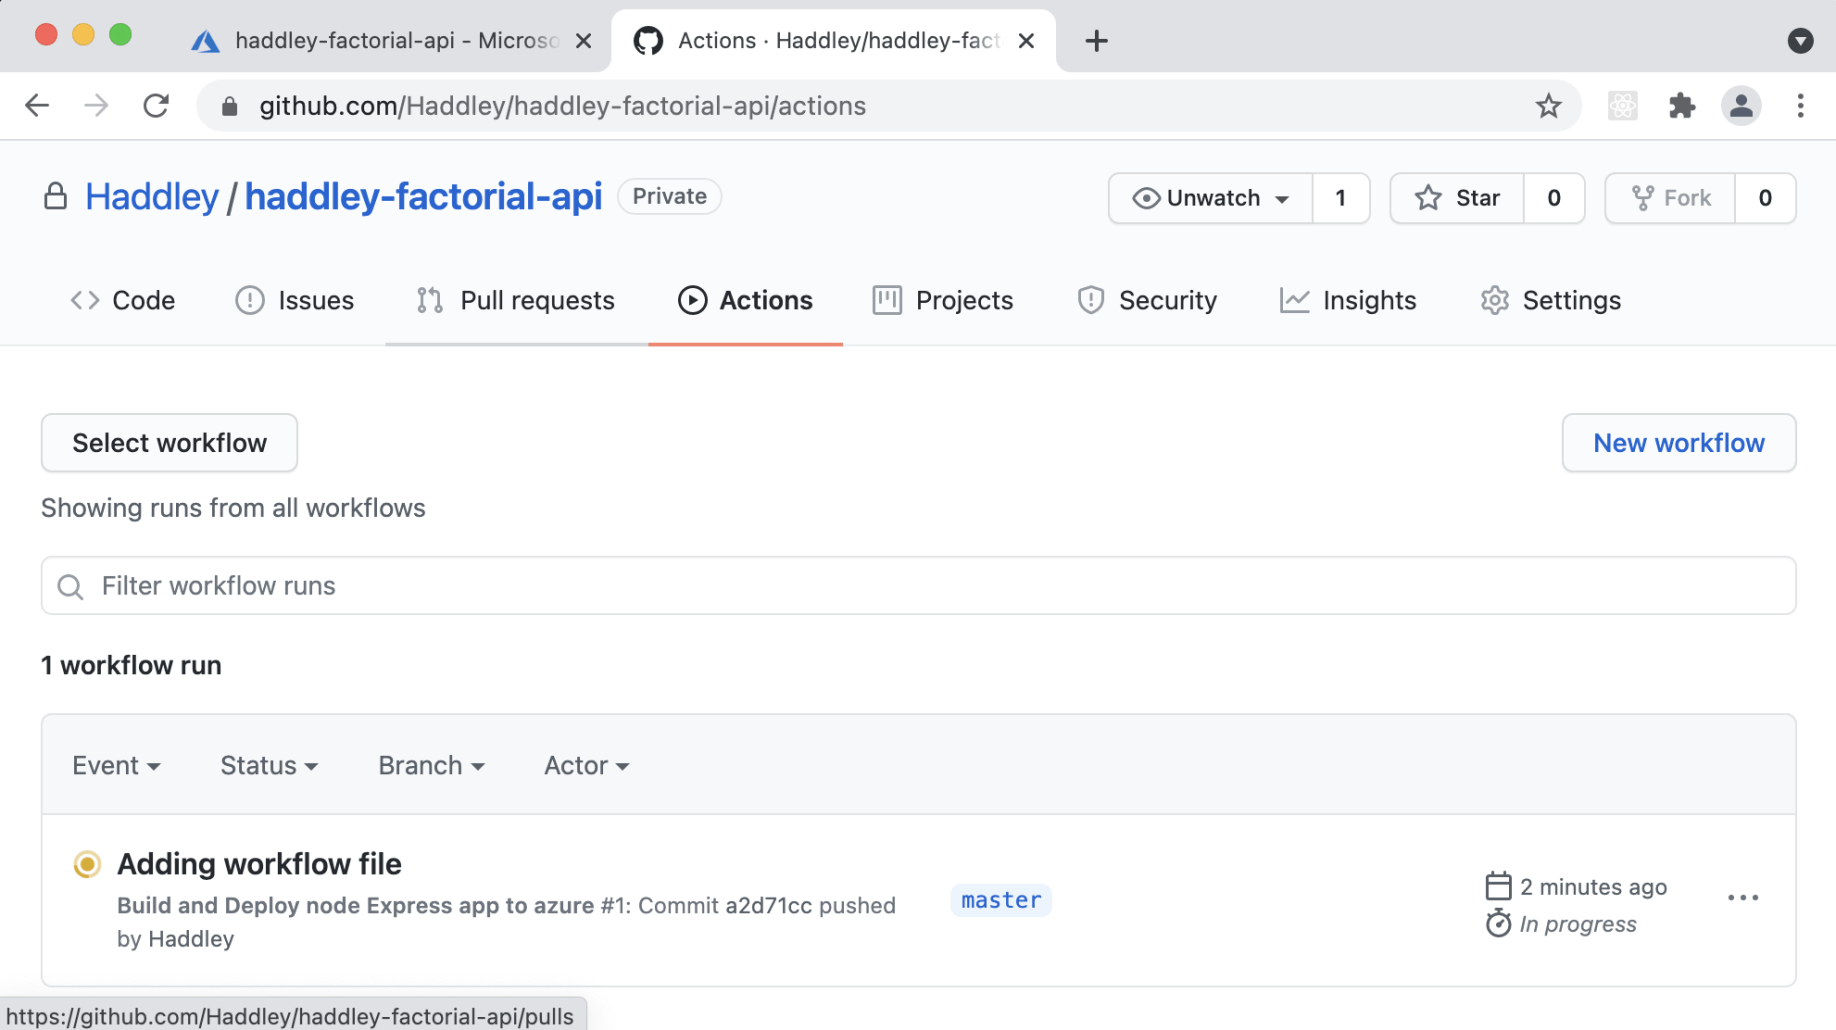 haddley-factorial-api - Microso
Actions · Haddley/haddley-fact
github.com/Haddley/haddley-factorial-api/actions
Haddley / haddley-factorial-api Private
Unwatch 1 Star 0 Fork 0
Code Issues Pull requests Actions Projects Security Insights Settings
Select workflow New workflow
Showing runs from all workflows
Filter workflow runs
1 workflow run
Event Status Branch Actor
Adding workflow file
Build and Deploy node Express app to azure #1: Commit a2d71cc pushed
by Haddley
master
2 minutes ago
In progress
https://github.com/Haddley/haddley-factorial-api/pulls